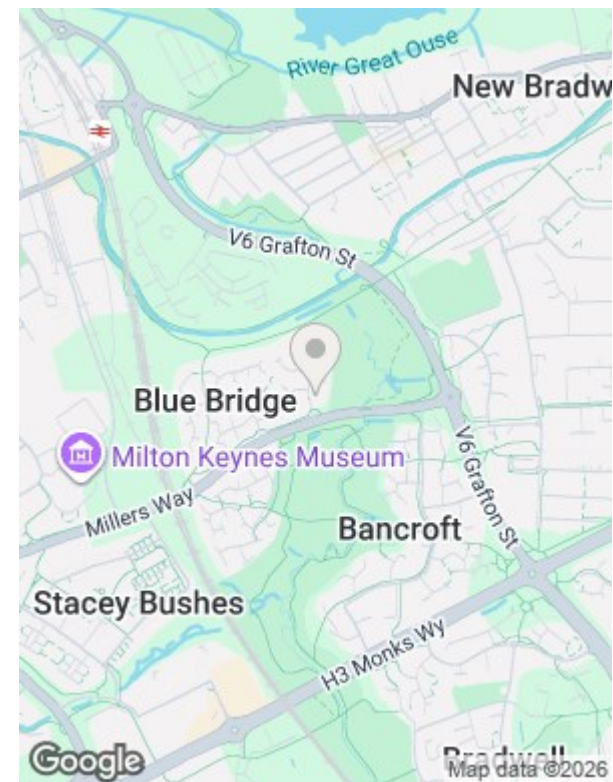 River Great Ouse
New Bradw
V6 Grafton St
Blue Bridge
Milton Keynes Museum
Millers Way
V6 Grafton St
Bancroft
Stacey Bushes
H3 Monks Wy
Bradwell
Google
Map data ©2026